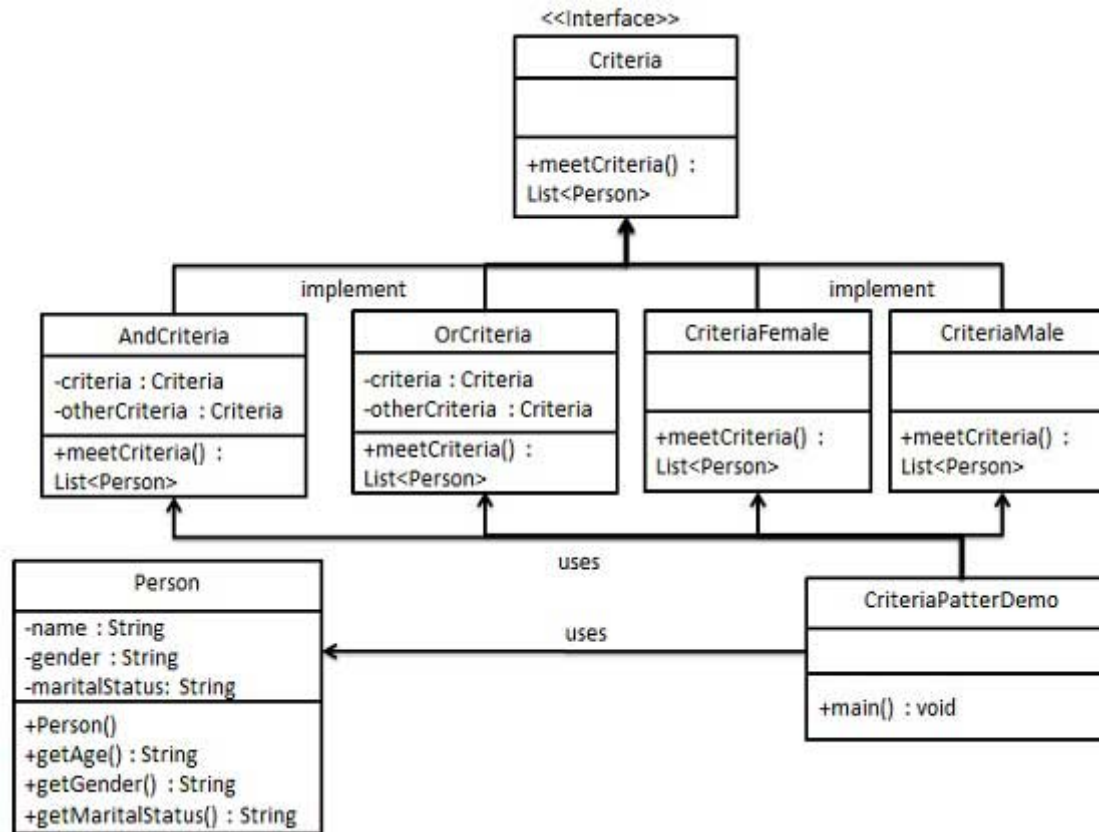 <<Interface>>
Criteria
+meetCriteria() :
List<Person>
implement
implement
AndCriteria
-criteria : Criteria
-otherCriteria : Criteria
+meetCriteria() :
List<Person>
OrCriteria
-criteria : Criteria
-otherCriteria : Criteria
+meetCriteria() :
List<Person>
CriteriaFemale
+meetCriteria() :
List<Person>
CriteriaMale
+meetCriteria() :
List<Person>
uses
Person
-name : String
-gender : String
-maritalStatus: String
+Person()
+getAge() : String
+getGender() : String
+getMaritalStatus() : String
uses
CriteriaPatterDemo
+main() : void